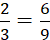 2/3 = 6/9